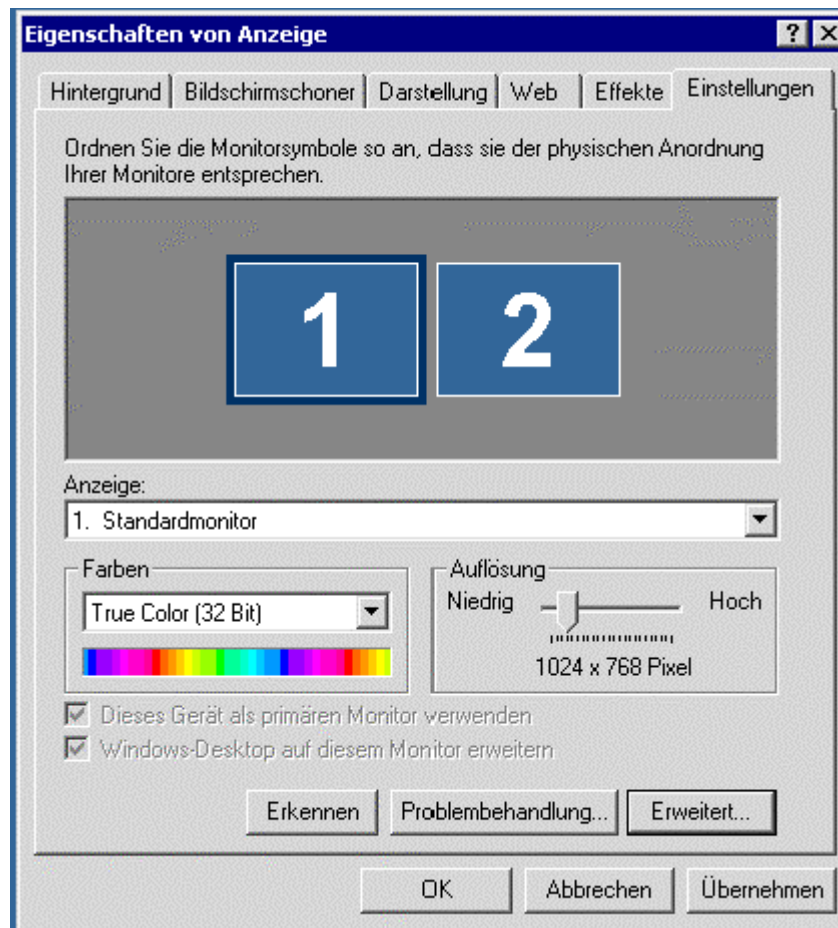 Eigenschaften von Anzeige
Hintergrund Bildschirmschoner Darstellung Web Effekte Einstellungen
Ordnen Sie die Monitorsymbole so an, dass sie der physischen Anordnung
Ihrer Monitore entsprechen.
1 2
Anzeige:
1. Standardmonitor
Farben Auflösung
True Color (32 Bit) Niedrig Hoch
1024 x 768 Pixel
Dieses Gerät als primären Monitor verwenden
Windows-Desktop auf diesem Monitor erweitern
Erkennen Problembehandlung... Erweitert...
OK Abbrechen Übernehmen